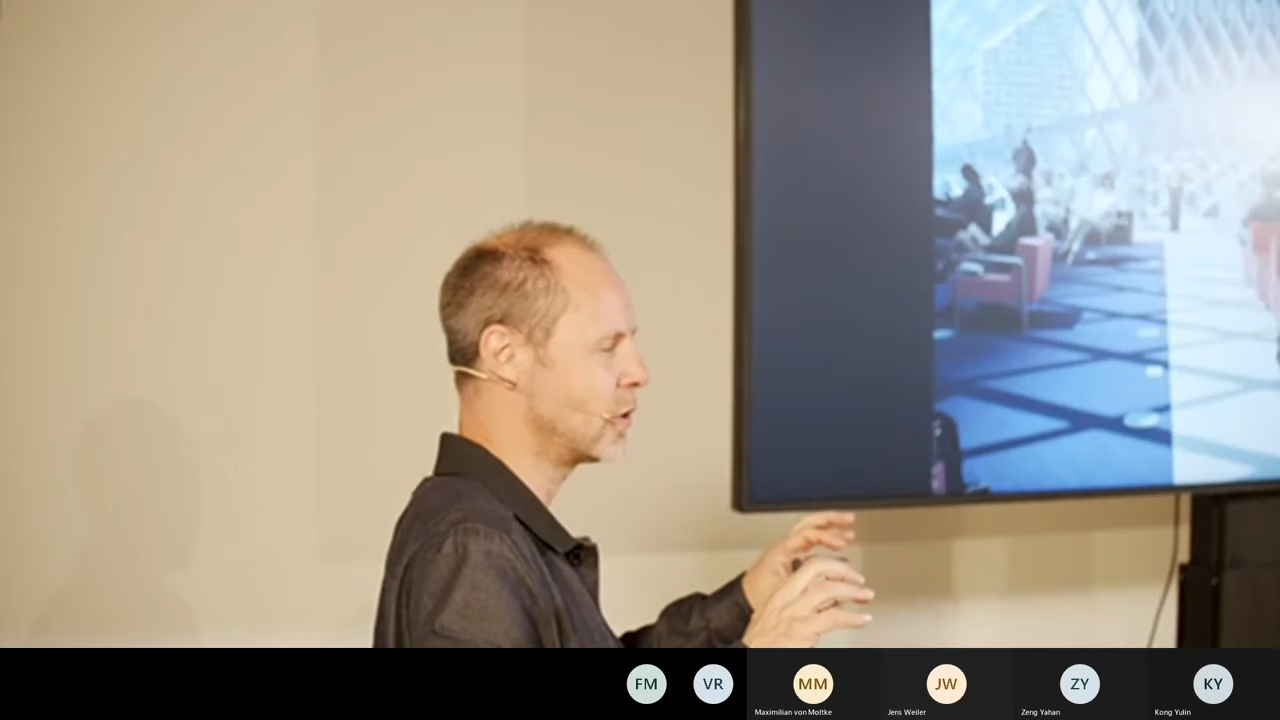 FM
VR
MM
JW
ZY
KY
Maximilian von Moltke
Jens Weiler
Zeng Yahan
Kong Yulin